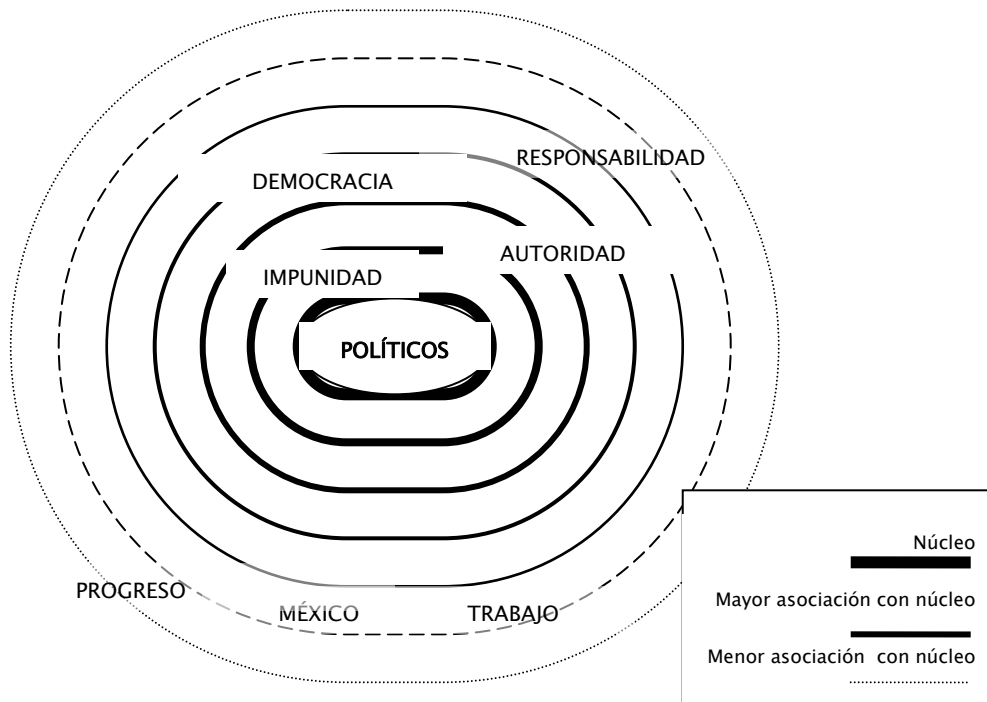 RESPONSABILIDAD
DEMOCRACIA
AUTORIDAD
IMPUNIDAD
POLÍTICOS
PROGRESO
MÉXICO
TRABAJO
Núcleo
Mayor asociación con núcleo
Menor asociación con núcleo